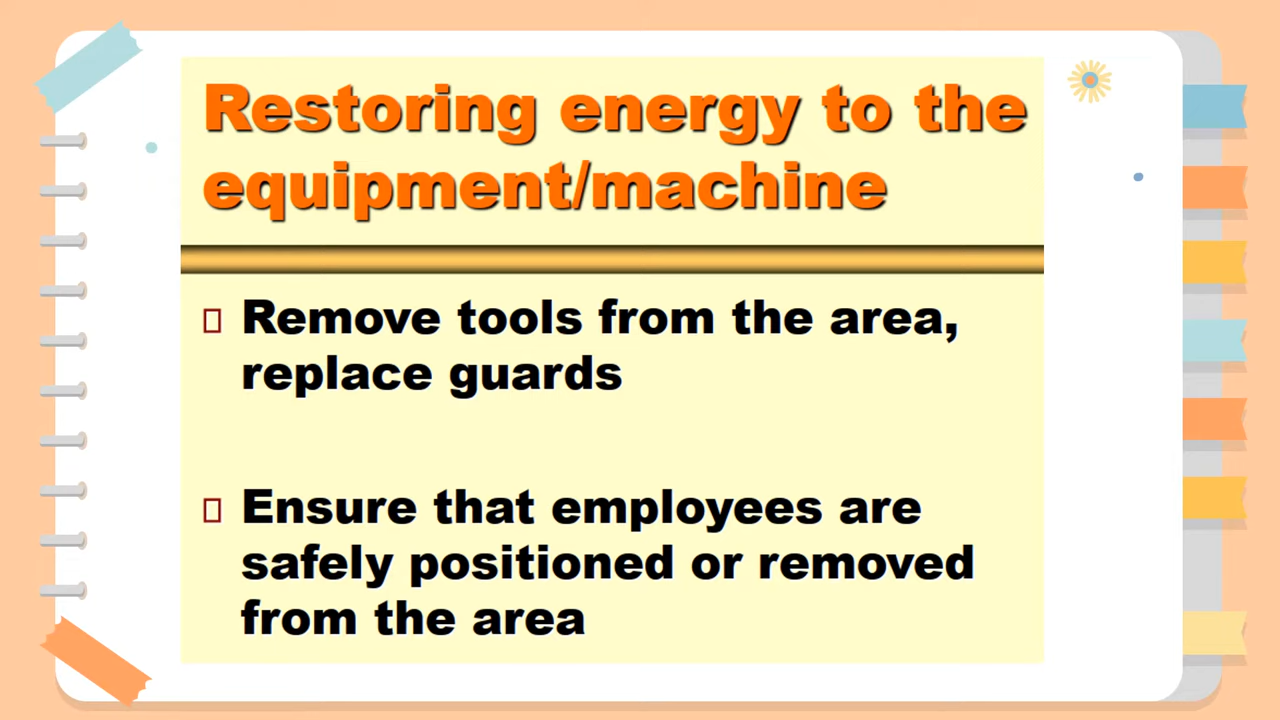 Restoring energy to the
equipment/machine
Remove tools from the area,
replace guards
Ensure that employees are
safely positioned or removed
from the area